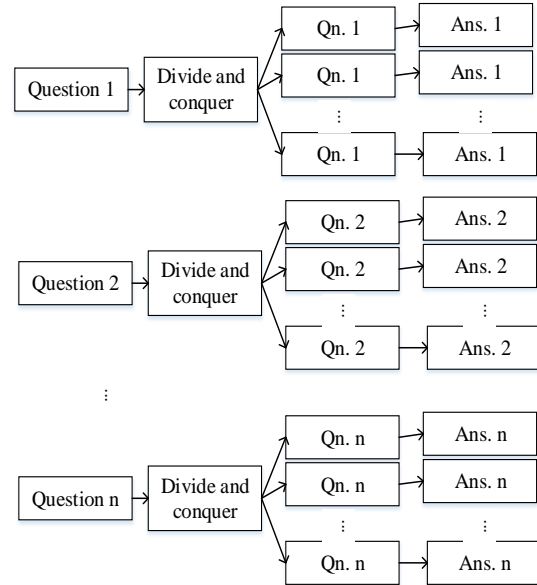 Qn. 1
Ans. 1
Qn. 1
Ans. 1
Question 1
Divide and
conquer
⋮
⋮
Qn. 1
Ans. 1
Qn. 2
Ans. 2
Qn. 2
Ans. 2
Question 2
Divide and
conquer
⋮
⋮
Qn. 2
Ans. 2
⋮
Qn. n
Ans. n
Qn. n
Ans. n
Question n
Divide and
conquer
⋮
⋮
Qn. n
Ans. n